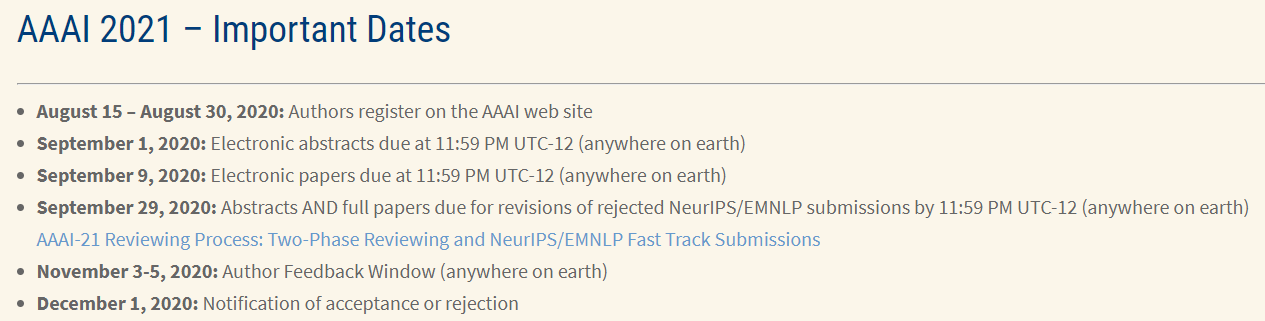 AAAI 2021 – Important Dates
August 15 – August 30, 2020: Authors register on the AAAI web site
September 1, 2020: Electronic abstracts due at 11:59 PM UTC-12 (anywhere on earth)
September 9, 2020: Electronic papers due at 11:59 PM UTC-12 (anywhere on earth)
September 29, 2020: Abstracts AND full papers due for revisions of rejected NeurIPS/EMNLP submissions by 11:59 PM UTC-12 (anywhere on earth)
AAAI-21 Reviewing Process: Two-Phase Reviewing and NeurIPS/EMNLP Fast Track Submissions
November 3-5, 2020: Author Feedback Window (anywhere on earth)
December 1, 2020: Notification of acceptance or rejection